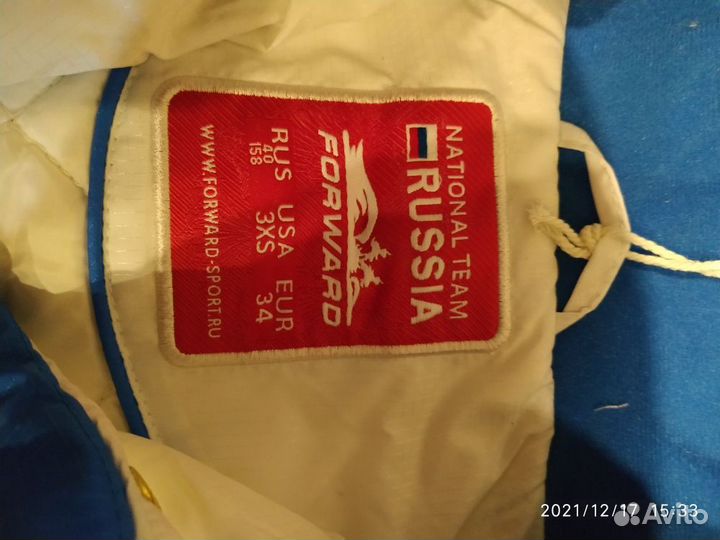 NATIONAL TEAM
RUSSIA
FORWARD
RUS USA EUR
40 3XS 34
158
WWW.FORWARD-SPORT.RU
2021/12/17 15:33
Avito